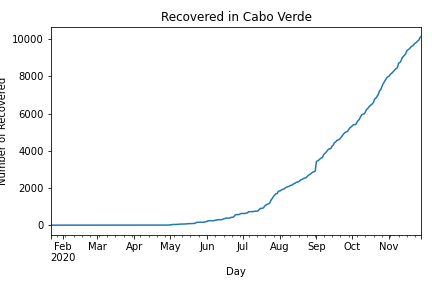 Recovered in Cabo Verde
Number of Recovered
10000
8000
6000
4000
2000
0
Feb Mar Apr May Jun Jul Aug Sep Oct Nov
2020
Day